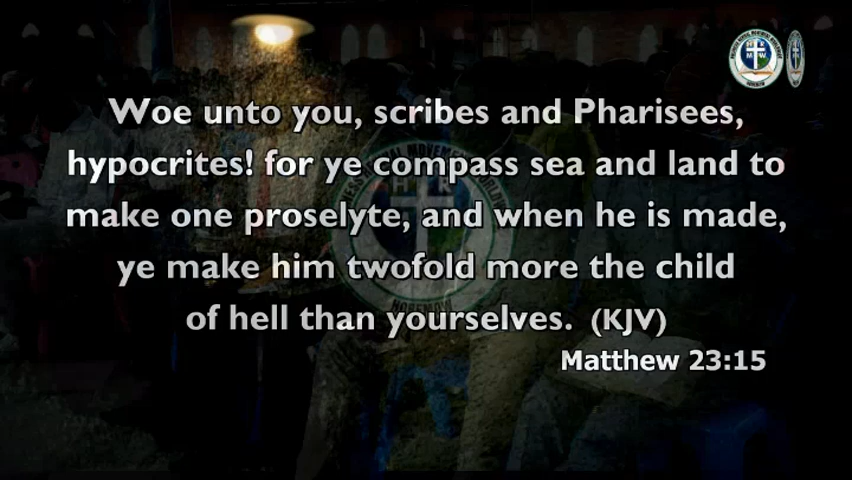 Woe unto you, scribes and Pharisees,
hypocrites! for ye compass sea and land to
make one proselyte, and when he is made,
ye make him twofold more the child
of hell than yourselves. (KJV)
Matthew 23:15